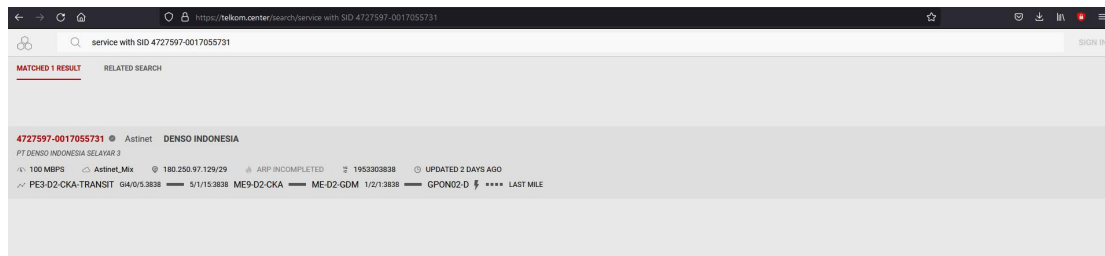 https://telkom.center/search/service with SID 4727597-0017055731
service with SID 4727597-0017055731 SIGN IN
MATCHED 1 RESULT RELATED SEARCH
4727597-0017055731 Astinet DENSO INDONESIA
PT DENSO INDONESIA SELAYAR 3
100 MBPS Astinet_Mix 180.250.97.129/29 ARP INCOMPLETED 1953303838 UPDATED 2 DAYS AGO
PE3-D2-CKA-TRANSIT Gi4/0/5.3838 5/1/15:3838 ME9-D2-CKA ME-D2-GDM 1/2/1:3838 GPON02-D LAST MILE